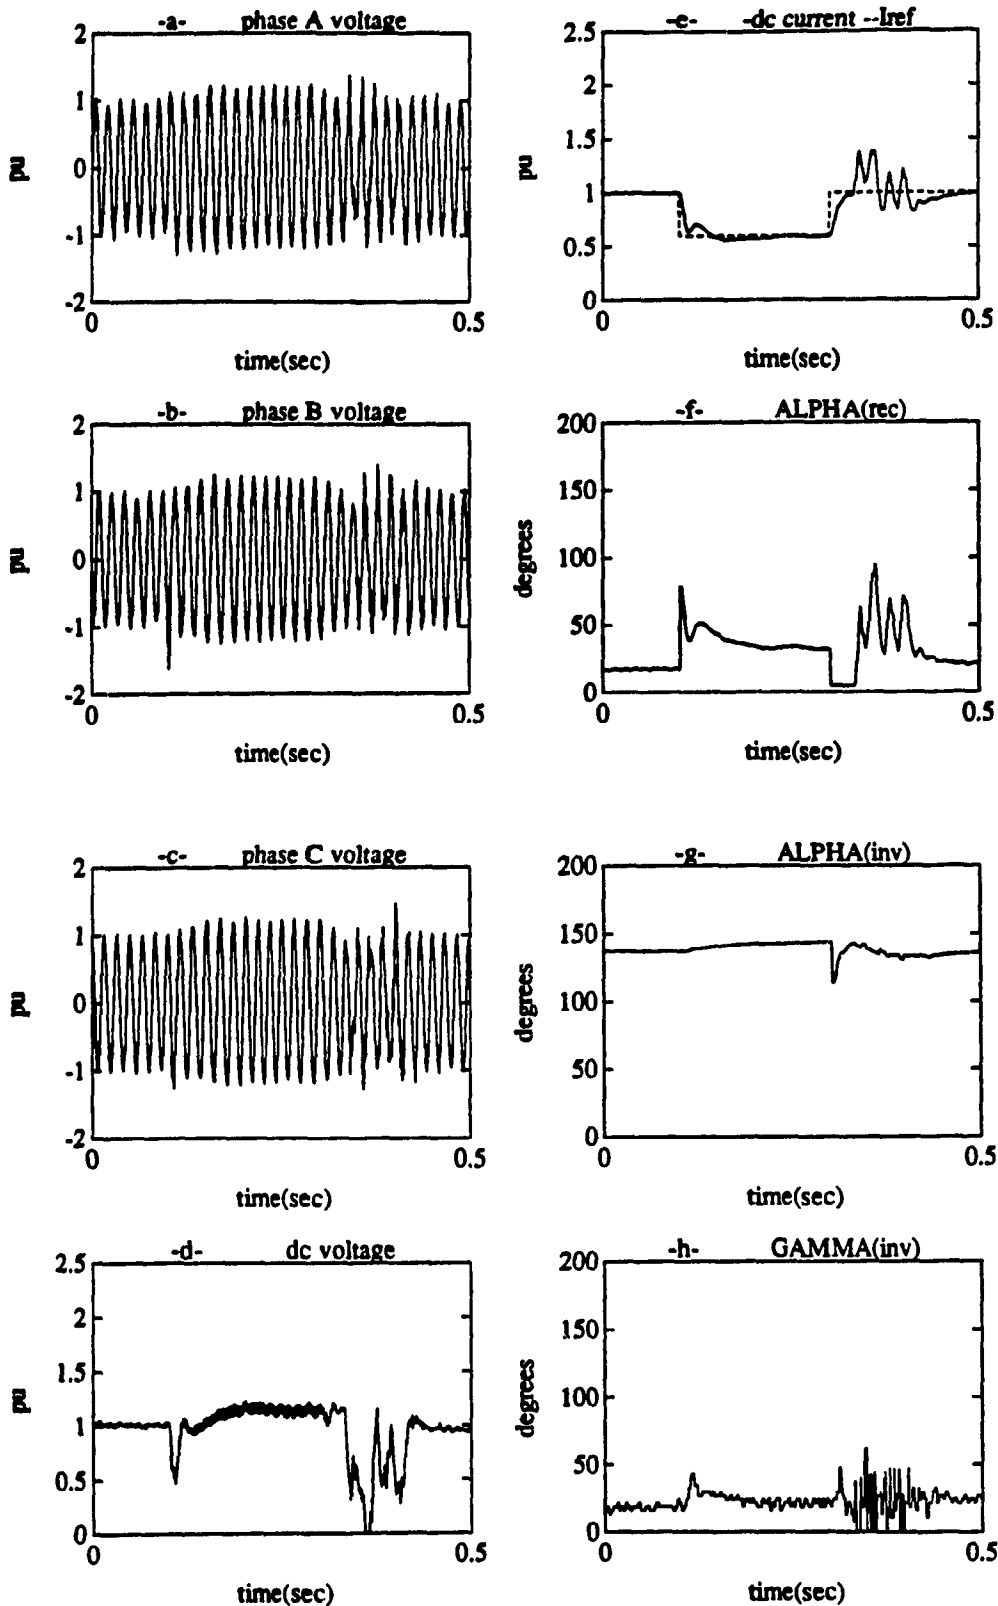 -a- phase A voltage
2
1
0
-1
-2
pu
0
0.5
time(sec)
-e- -dc current --Iref
2.5
2
1.5
1
0.5
0
pu
0
0.5
time(sec)
-b- phase B voltage
2
1
0
-1
-2
pu
0
0.5
time(sec)
-f- ALPHA(rec)
200
150
100
50
0
degrees
0
0.5
time(sec)
-c- phase C voltage
2
1
0
-1
-2
pu
0
0.5
time(sec)
-g- ALPHA(inv)
200
150
100
50
0
degrees
0
0.5
time(sec)
-d- dc voltage
2.5
2
1.5
1
0.5
0
pu
0
0.5
time(sec)
-h- GAMMA(inv)
200
150
100
50
0
degrees
0
0.5
time(sec)